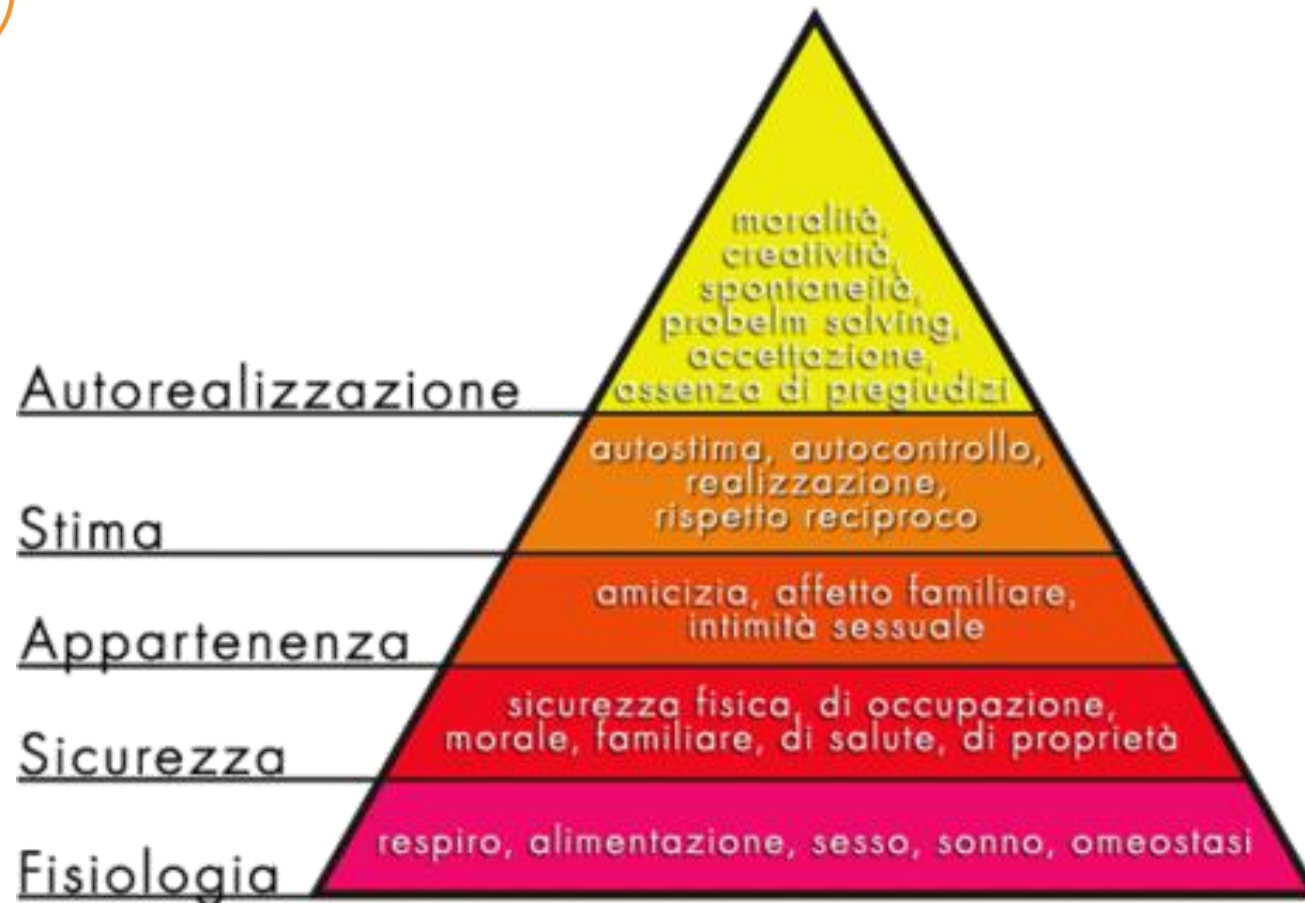 moralità,
creatività,
spontaneità,
probelm solving,
accettazione,
assenza di pregiudizi
Autorealizzazione
autostima, autocontrollo,
realizzazione,
rispetto reciproco
Stima
amicizia, affetto familiare,
intimità sessuale
Appartenenza
sicurezza fisica, di occupazione,
morale, familiare, di salute, di proprietà
Sicurezza
respiro, alimentazione, sesso, sonno, omeostasi
Fisiologia